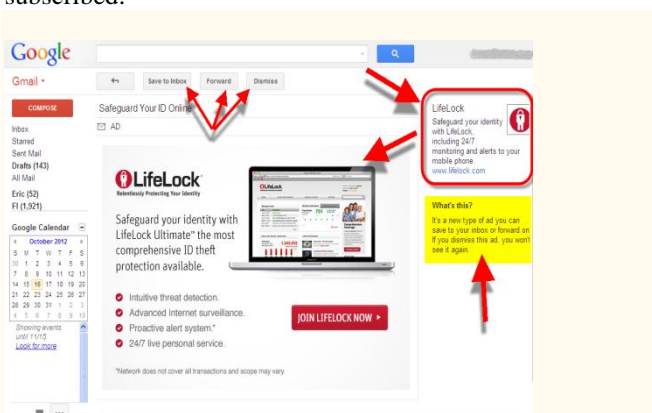 subscribed.
Google
Gmail
Save to Inbox Forward Dismiss
COMPOSE
Safeguard Your ID Online
AD
Inbox
Starred
Sent Mail
Drafts (143)
All Mail
Eric (52)
FI (1,921)
Google Calendar
October 2012
S M T W T F S
30 1 2 3 4 5 6
7 8 9 10 11 12 13
14 15 16 17 18 19 20
21 22 23 24 25 26 27
28 29 30 31 1 2 3
4 5 6 7 8 9 10
Showing events
until 11/15
Look for more
LifeLock
Relentlessly Protecting Your Identity
Safeguard your identity with
LifeLock Ultimate™ the most
comprehensive ID theft
protection available.
Intuitive threat detection.
Advanced Internet surveillance.
Proactive alert system.*
24/7 live personal service.
JOIN LIFELOCK NOW
*Network does not cover all transactions and scope may vary.
LifeLock
Safeguard your identity
with LifeLock,
including 24/7
monitoring and alerts to your
mobile phone.
www.lifelock.com
What's this?
It's a new type of ad you can
save to your inbox or forward on
If you dismiss this ad, you won't
see it again.